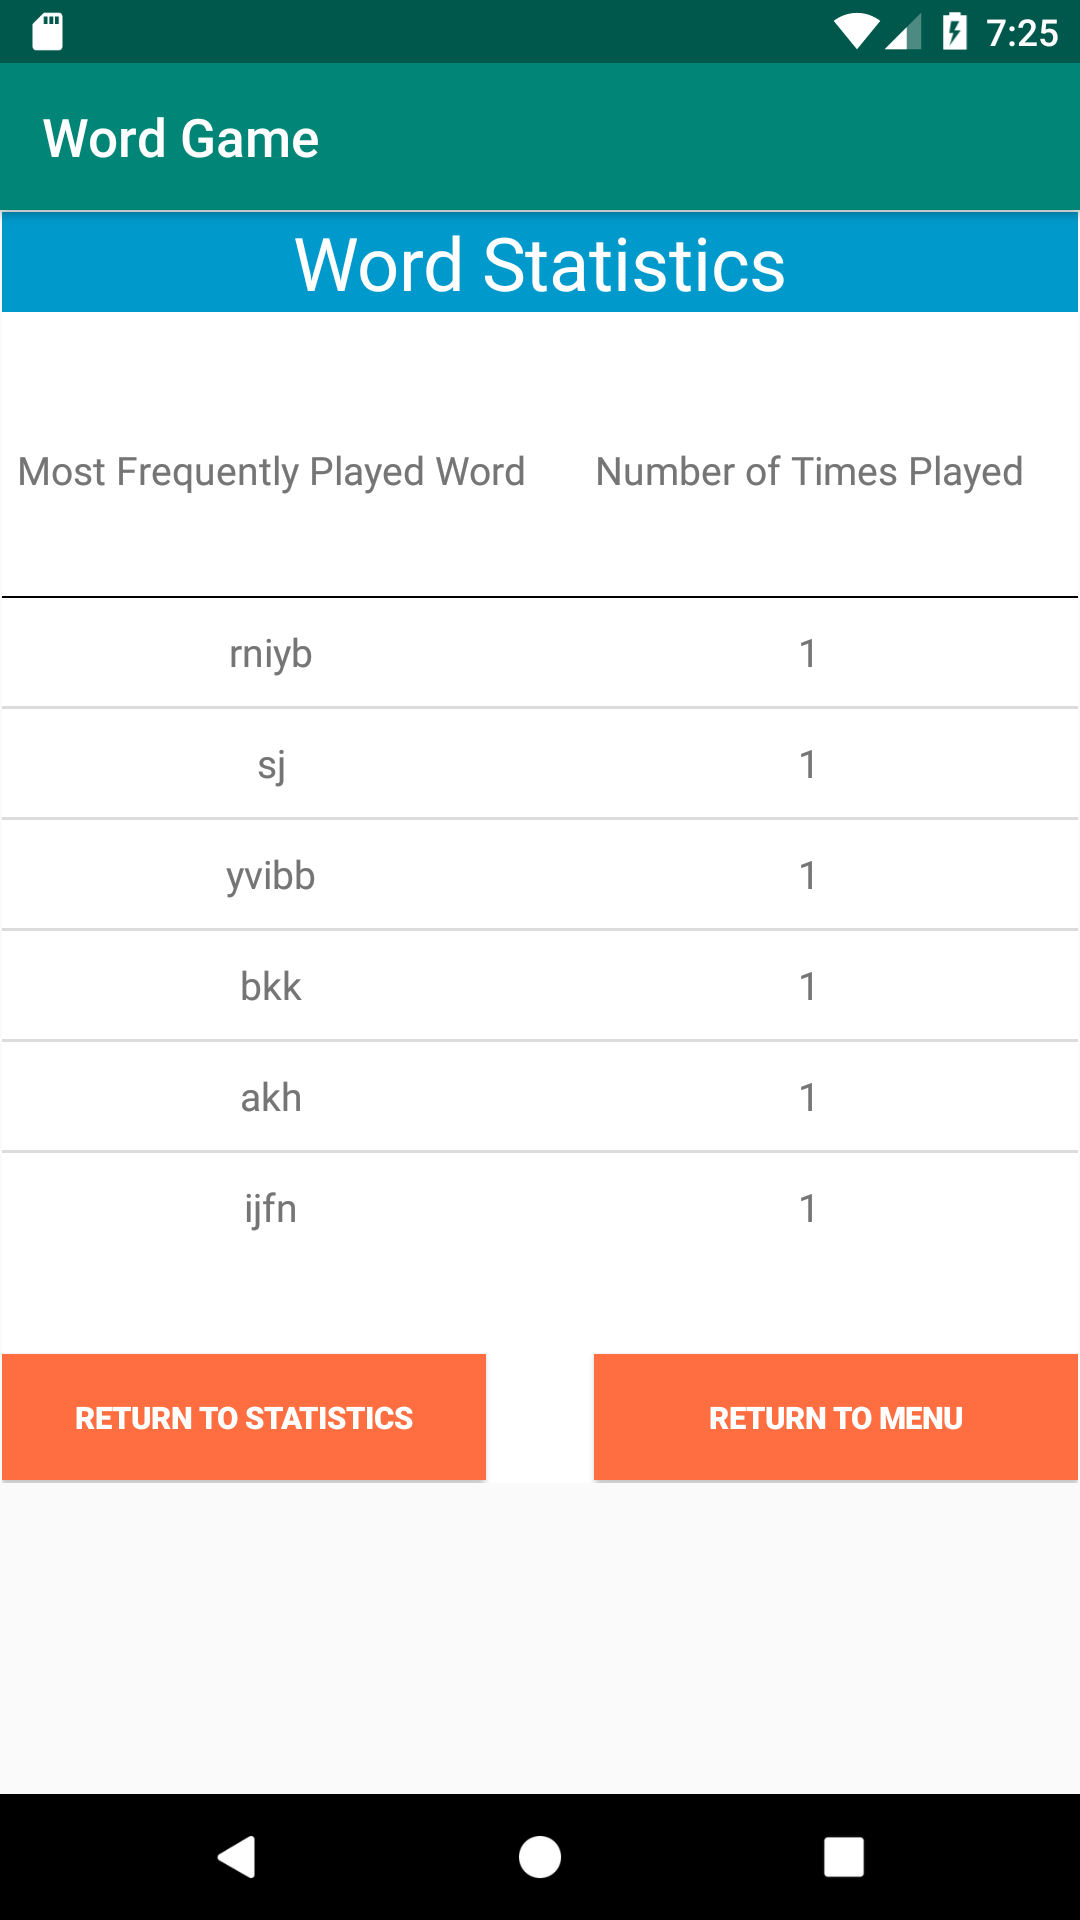 7:25
Word Game
Word Statistics
Most Frequently Played Word Number of Times Played
rniyb 1
sj 1
yvibb 1
bkk 1
akh 1
ijfn 1
RETURN TO STATISTICS RETURN TO MENU